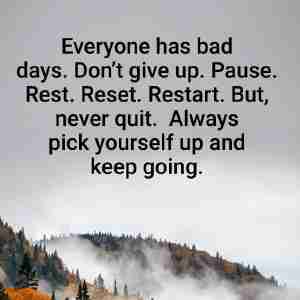 Everyone has bad
days. Don’t give up. Pause.
Rest. Reset. Restart. But,
never quit.  Always
pick yourself up and
keep going.